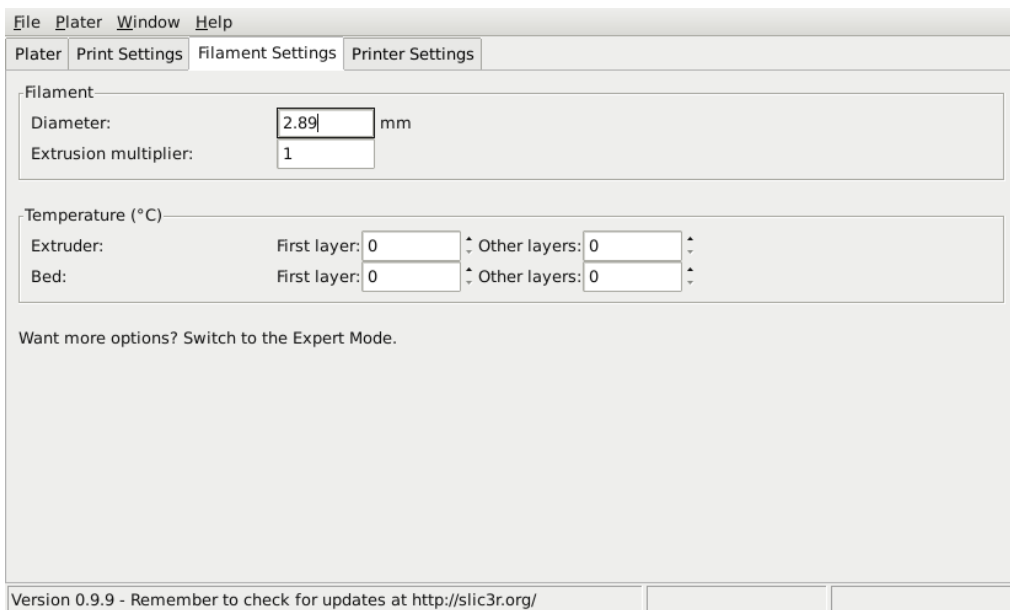 File Plater Window Help
Plater Print Settings Filament Settings Printer Settings
Filament
Diameter: 2.89 mm
Extrusion multiplier: 1
Temperature (°C)
Extruder: First layer: 0 Other layers: 0
Bed: First layer: 0 Other layers: 0
Want more options? Switch to the Expert Mode.
Version 0.9.9 - Remember to check for updates at http://slic3r.org/